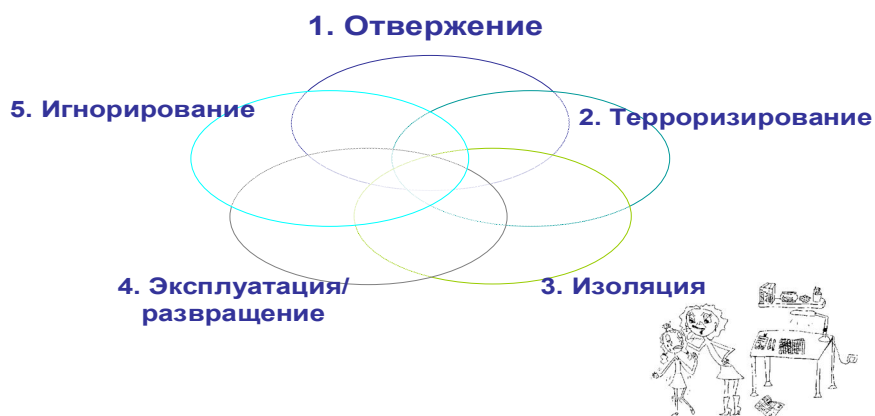 1. Отвержение
5. Игнорирование
2. Терроризирование
4. Эксплуатация/
развращение
3. Изоляция